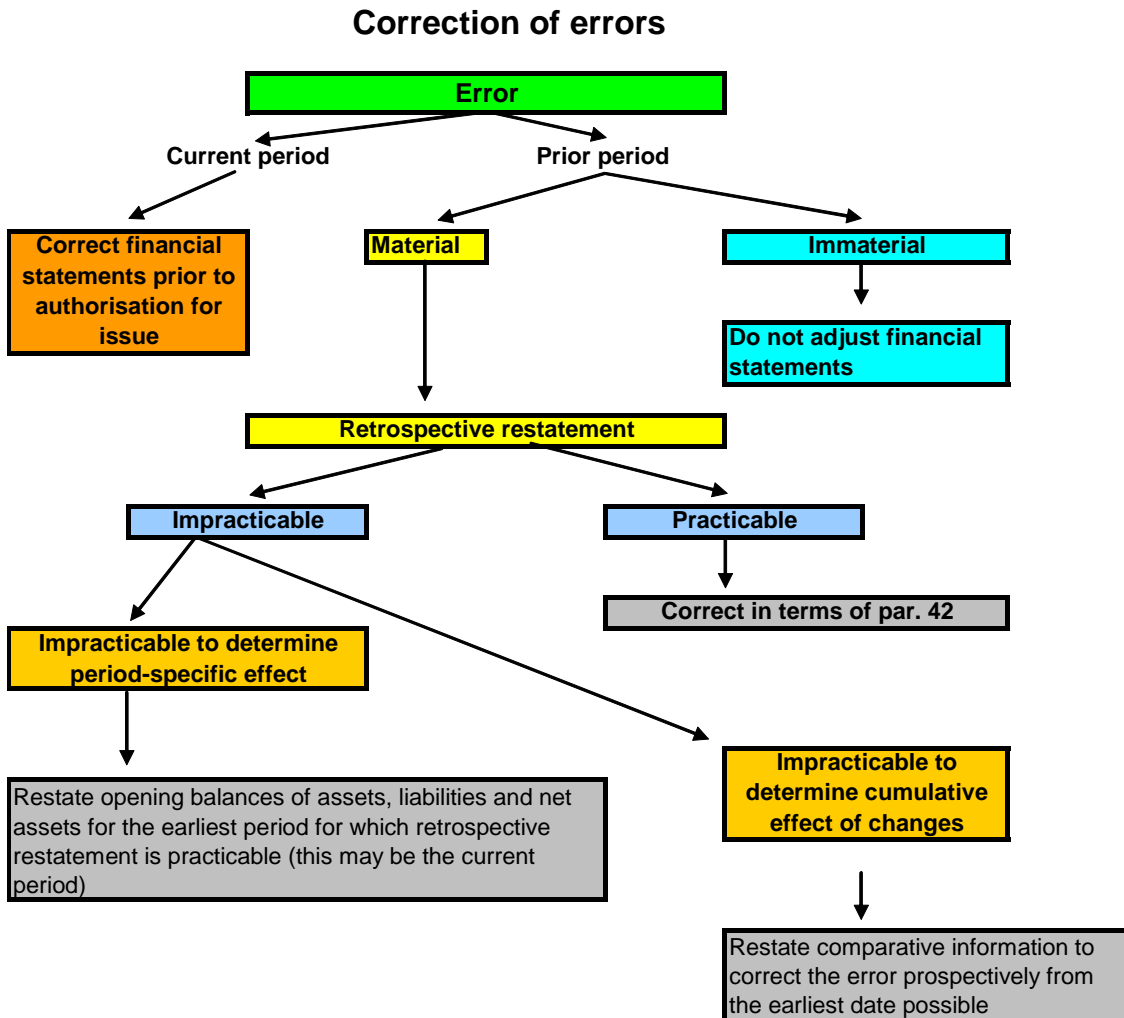 Correction of errors
Error
Current period
Prior period
Correct financial
statements prior to
authorisation for
issue
Material
Immaterial
Do not adjust financial
statements
Retrospective restatement
Impracticable
Practicable
Correct in terms of par. 42
Impracticable to determine
period-specific effect
Impracticable to
determine cumulative
effect of changes
Restate opening balances of assets, liabilities and net
assets for the earliest period for which retrospective
restatement is practicable (this may be the current
period)
Restate comparative information to
correct the error prospectively from
the earliest date possible